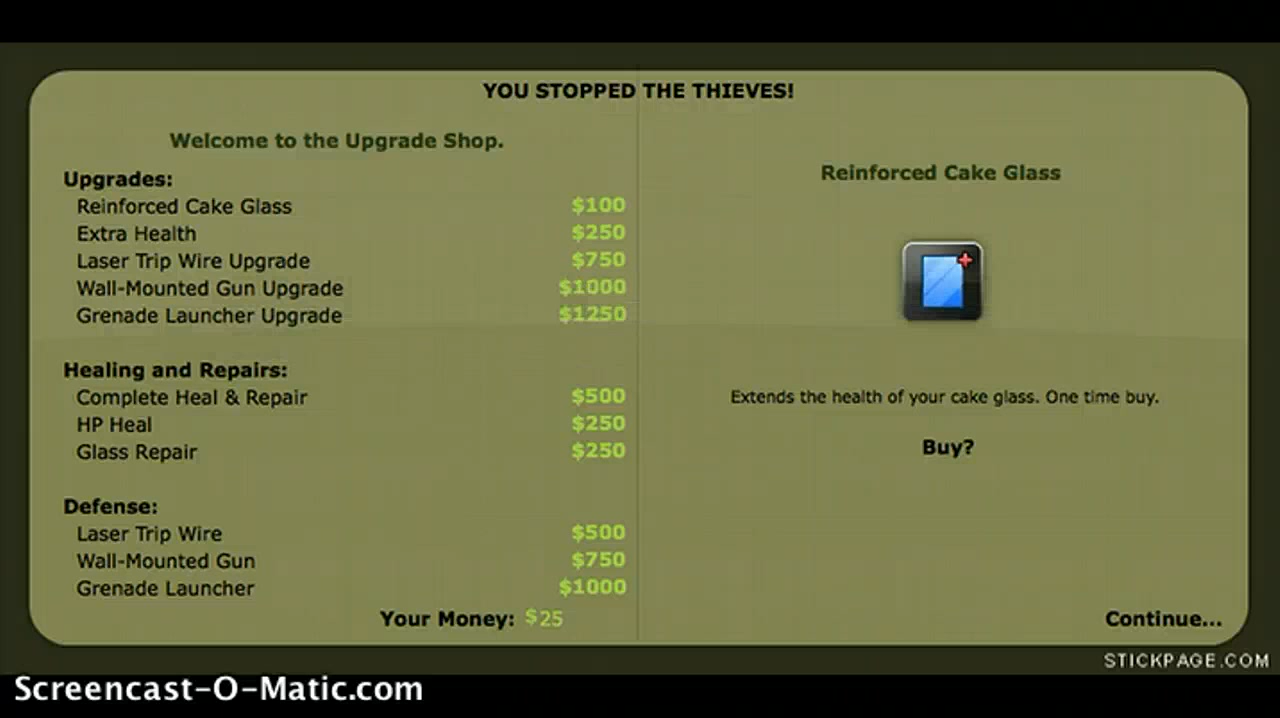 YOU STOPPED THE THIEVES!
Welcome to the Upgrade Shop.
Upgrades:
Reinforced Cake Glass $100
Extra Health $250
Laser Trip Wire Upgrade $750
Wall-Mounted Gun Upgrade $1000
Grenade Launcher Upgrade $1250
Healing and Repairs:
Complete Heal & Repair $500
HP Heal $250
Glass Repair $250
Defense:
Laser Trip Wire $500
Wall-Mounted Gun $750
Grenade Launcher $1000
Your Money: $25
Reinforced Cake Glass
Extends the health of your cake glass. One time buy.
Buy?
Continue...
STICKPAGE.COM
Screencast-O-Matic.com